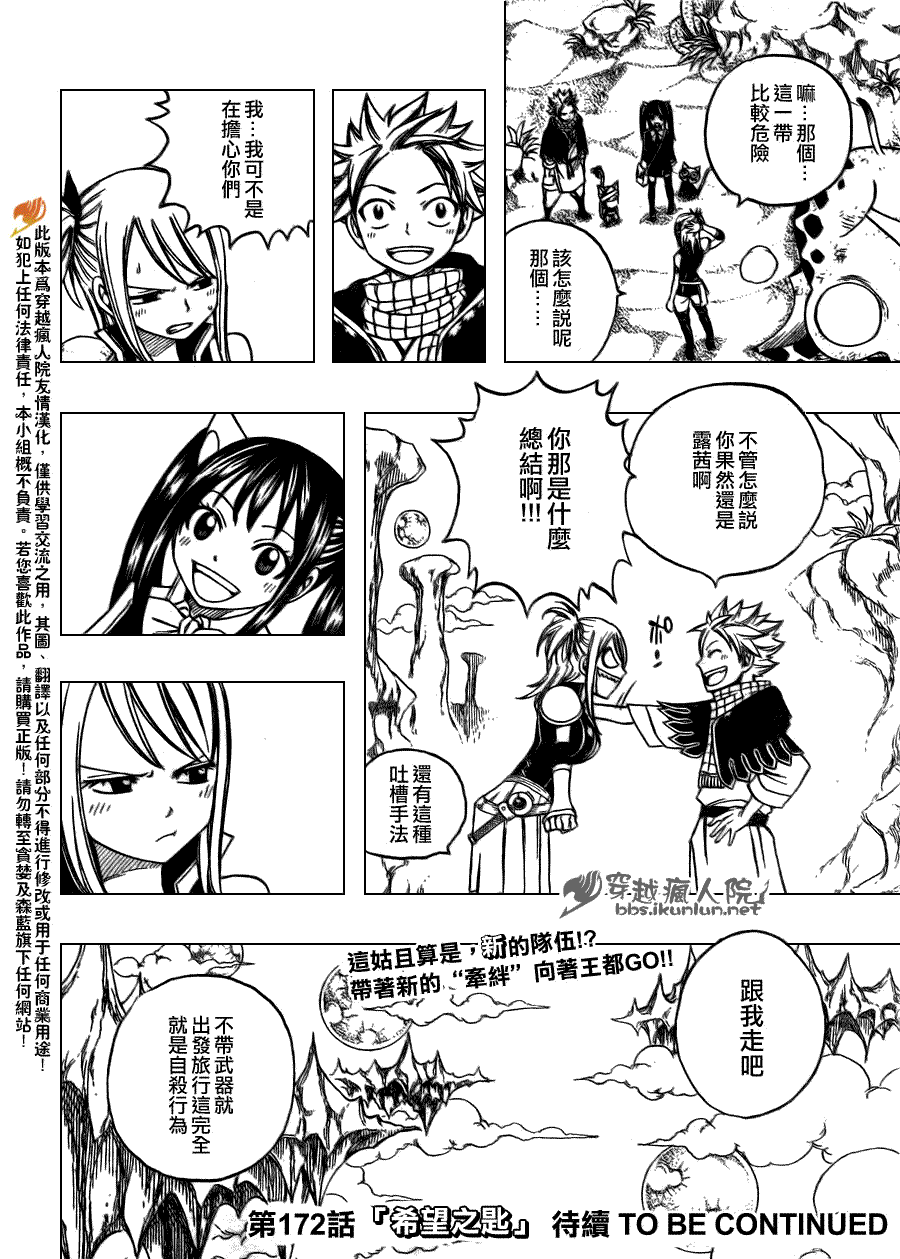 嘛…那個…
這一帶
比較危險
該怎麼說呢
那個……
我…我可不是
在擔心你們
不管怎麼說
你果然還是
露茜啊
你那是什麼
總結啊!!!
ポン
還有這種
吐槽手法
穿越瘋人院
bbs.ikunlun.net
這姑且算是，新的隊伍!?
帶著新的“牽絆”向著王都GO!!
跟我走吧
不帶武器就
出發旅行這完全
就是自殺行為
第172話「希望之匙」 待續 TO BE CONTINUED
此版本爲穿越瘋人院友情漢化，僅供學習交流之用，其圖、翻譯以及任何部分不得進行修改或用于任何商業用途！
如犯上任何法律責任，本小組概不負責。若您喜歡此作品，請購買正版！請勿轉至貪婪及森藍旗下任何網站！